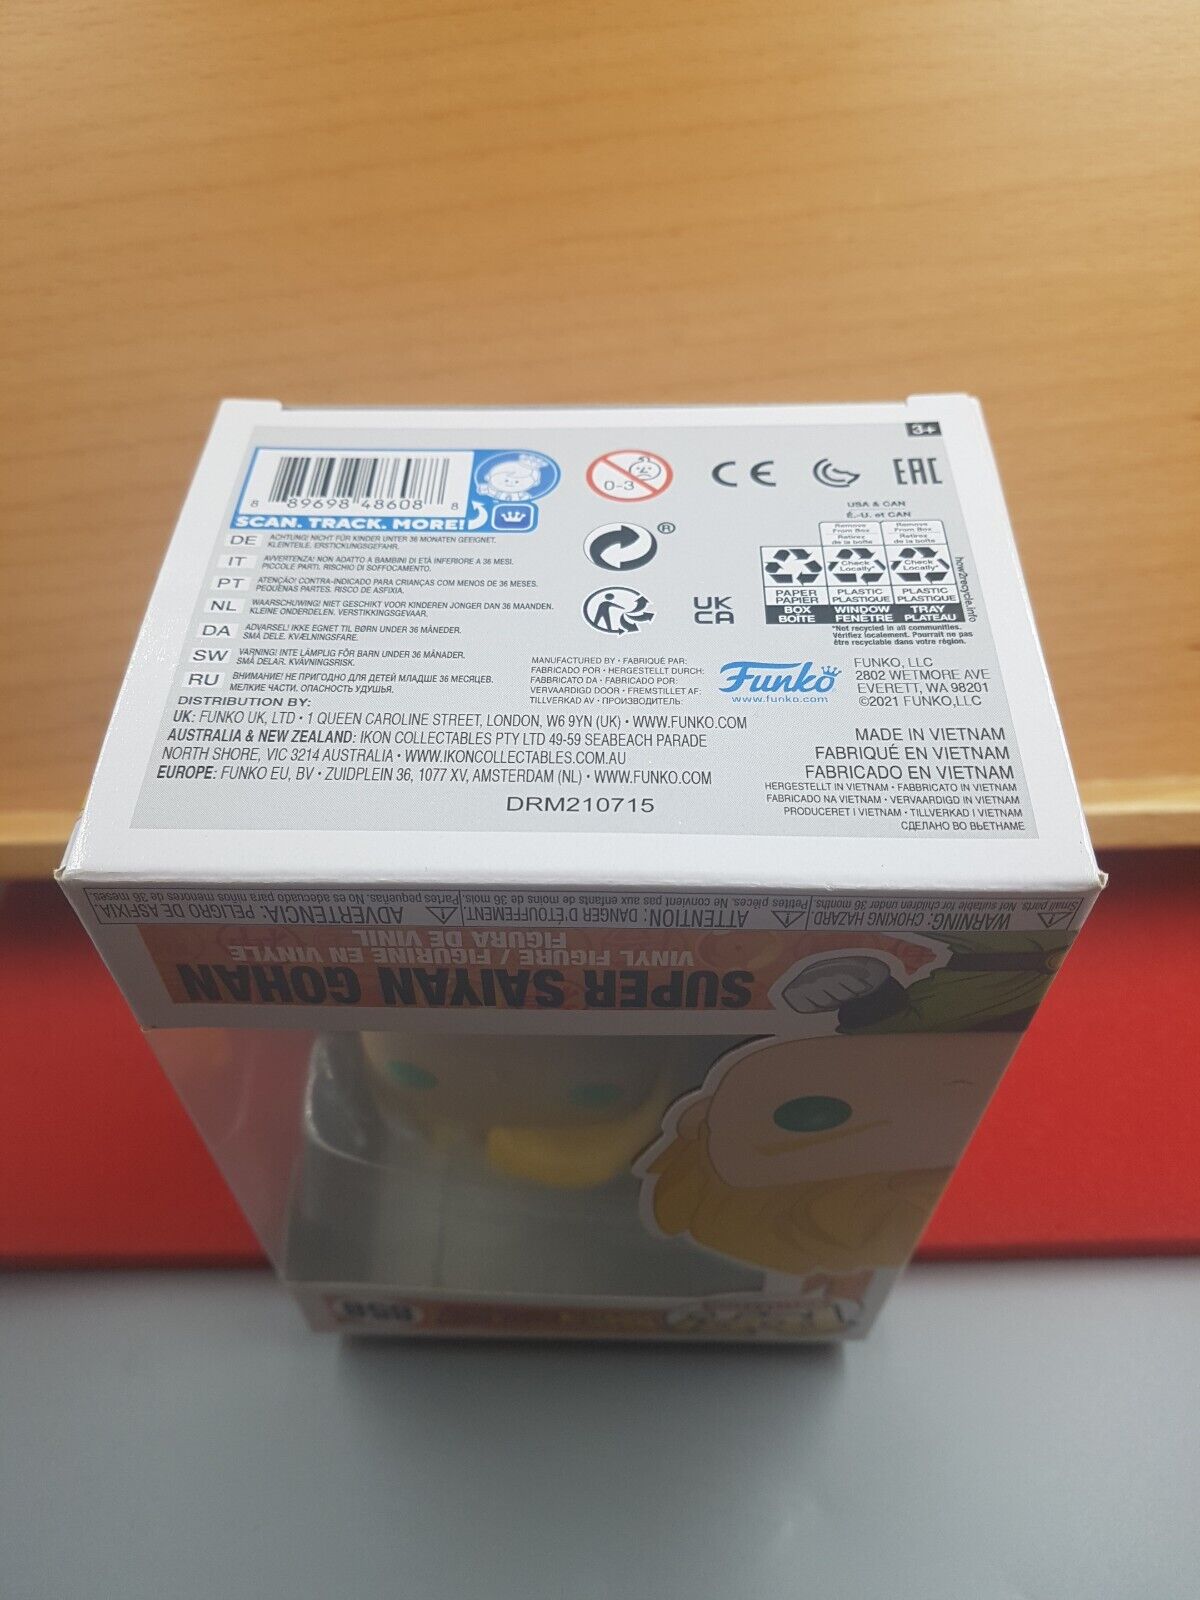 3+
8 89698 48608 8
SCAN. TRACK. MORE!
0-3
CE
EAC
DE ACHTUNG! NICHT FÜR KINDER UNTER 36 MONATEN GEEIGNET.
KLEINTEILE. ERSTICKUNGSGEFAHR.
IT AVVERTENZA! NON ADATTO A BAMBINI DI ETÀ INFERIORE A 36 MESI.
PICCOLE PARTI. RISCHIO DI SOFFOCAMENTO.
PT ATENÇÃO! CONTRA-INDICADO PARA CRIANÇAS COM MENOS DE 36 MESES.
PEQUENAS PARTES. RISCO DE ASFIXIA.
NL WAARSCHUWING! NIET GESCHIKT VOOR KINDEREN JONGER DAN 36 MAANDEN.
KLEINE ONDERDELEN. VERSTIKKINGSGEVAAR.
DA ADVARSEL! IKKE EGNET TIL BØRN UNDER 36 MÅNEDER.
SMÅ DELE. KVÆLNINGSFARE.
SW VARNING! INTE LÄMPLIG FÖR BARN UNDER 36 MÅNADER.
SMÅ DELAR. KVÄVNINGSRISK.
RU ВНИМАНИЕ! НЕ ПРИГОДНО ДЛЯ ДЕТЕЙ МЛАДШЕ 36 МЕСЯЦЕВ.
МЕЛКИЕ ЧАСТИ. ОПАСНОСТЬ УДУШЬЯ.
®
UK
CA
USA & CAN
É.-U. et CAN
Remove From Box
Retirez de la boîte
Remove From Box
Retirez de la boîte
Check Locally*
Check Locally*
PAPER PAPIER
PLASTIC PLASTIQUE
PLASTIC PLASTIQUE
BOX BOÎTE
WINDOW FENÊTRE
TRAY PLATEAU
how2recycle.info
*Not recycled in all communities.
Vérifiez localement. Pourrait ne pas
être recyclable dans votre région.
MANUFACTURED BY • FABRIQUÉ PAR:
FABRICADO POR • HERGESTELLT DURCH:
FABBRICATO DA • FABRICADO POR:
VERVAARDIGD DOOR • FREMSTILLET AF:
TILLVERKAD AV • ПРОИЗВОДИТЕЛЬ:
Funko
www.funko.com
FUNKO, LLC
2802 WETMORE AVE
EVERETT, WA 98201
©2021 FUNKO,LLC
DISTRIBUTION BY:
UK: FUNKO UK, LTD • 1 QUEEN CAROLINE STREET, LONDON, W6 9YN (UK) • WWW.FUNKO.COM
AUSTRALIA & NEW ZEALAND: IKON COLLECTABLES PTY LTD 49-59 SEABEACH PARADE
NORTH SHORE, VIC 3214 AUSTRALIA • WWW.IKONCOLLECTABLES.COM.AU
EUROPE: FUNKO EU, BV • ZUIDPLEIN 36, 1077 XV, AMSTERDAM (NL) • WWW.FUNKO.COM
DRM210715
MADE IN VIETNAM
FABRIQUÉ EN VIETNAM
FABRICADO EN VIETNAM
HERGESTELLT IN VIETNAM • FABBRICATO IN VIETNAM
FABRICADO NA VIETNAM • VERVAARDIGD IN VIETNAM
PRODUCERET I VIETNAM • TILLVERKAD I VIETNAM
СДЕЛАНО ВО ВЬЕТНАМЕ
WARNING: CHOKING HAZARD.
Small parts. Not suitable for children under 36 months.
ATTENTION: DANGER D'ÉTOUFFEMENT.
Petites pièces. Ne convient pas aux enfants de moins de 36 mois.
ADVERTENCIA: PELIGRO DE ASFIXIA
Partes pequeñas. No es adecuado para niños menores de 36 meses.
SUPER SAIYAN GOHAN
VINYL FIGURE / FIGURINE EN VINYLE
FIGURA DE VINIL
858